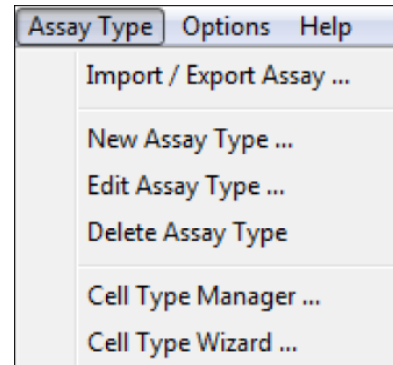 Assay Type Options Help
Import / Export Assay ...
New Assay Type ...
Edit Assay Type ...
Delete Assay Type
Cell Type Manager ...
Cell Type Wizard ...